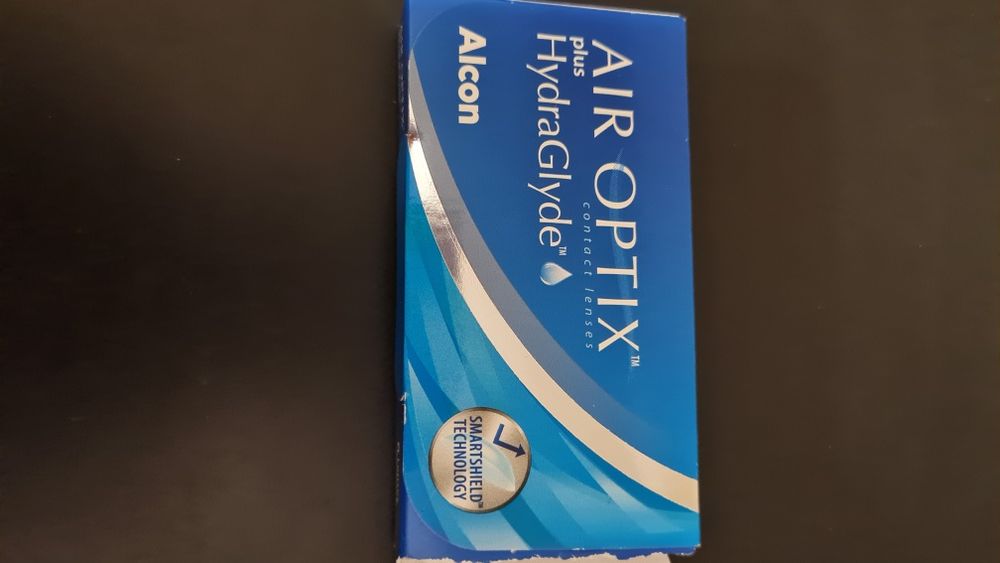 AIR OPTIX™
plus
contact lenses
HydraGlyde™
Alcon
SMARTSHIELD™
TECHNOLOGY